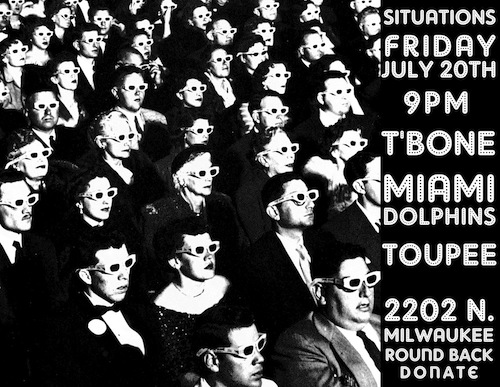 SITUATIONS
FRIDAY
JULY 20TH
9PM
T'BONE
MIAMI
DOLPHINS
TOUPEE
2202 N.
MILWAUKEE
ROUND BACK
DONATE